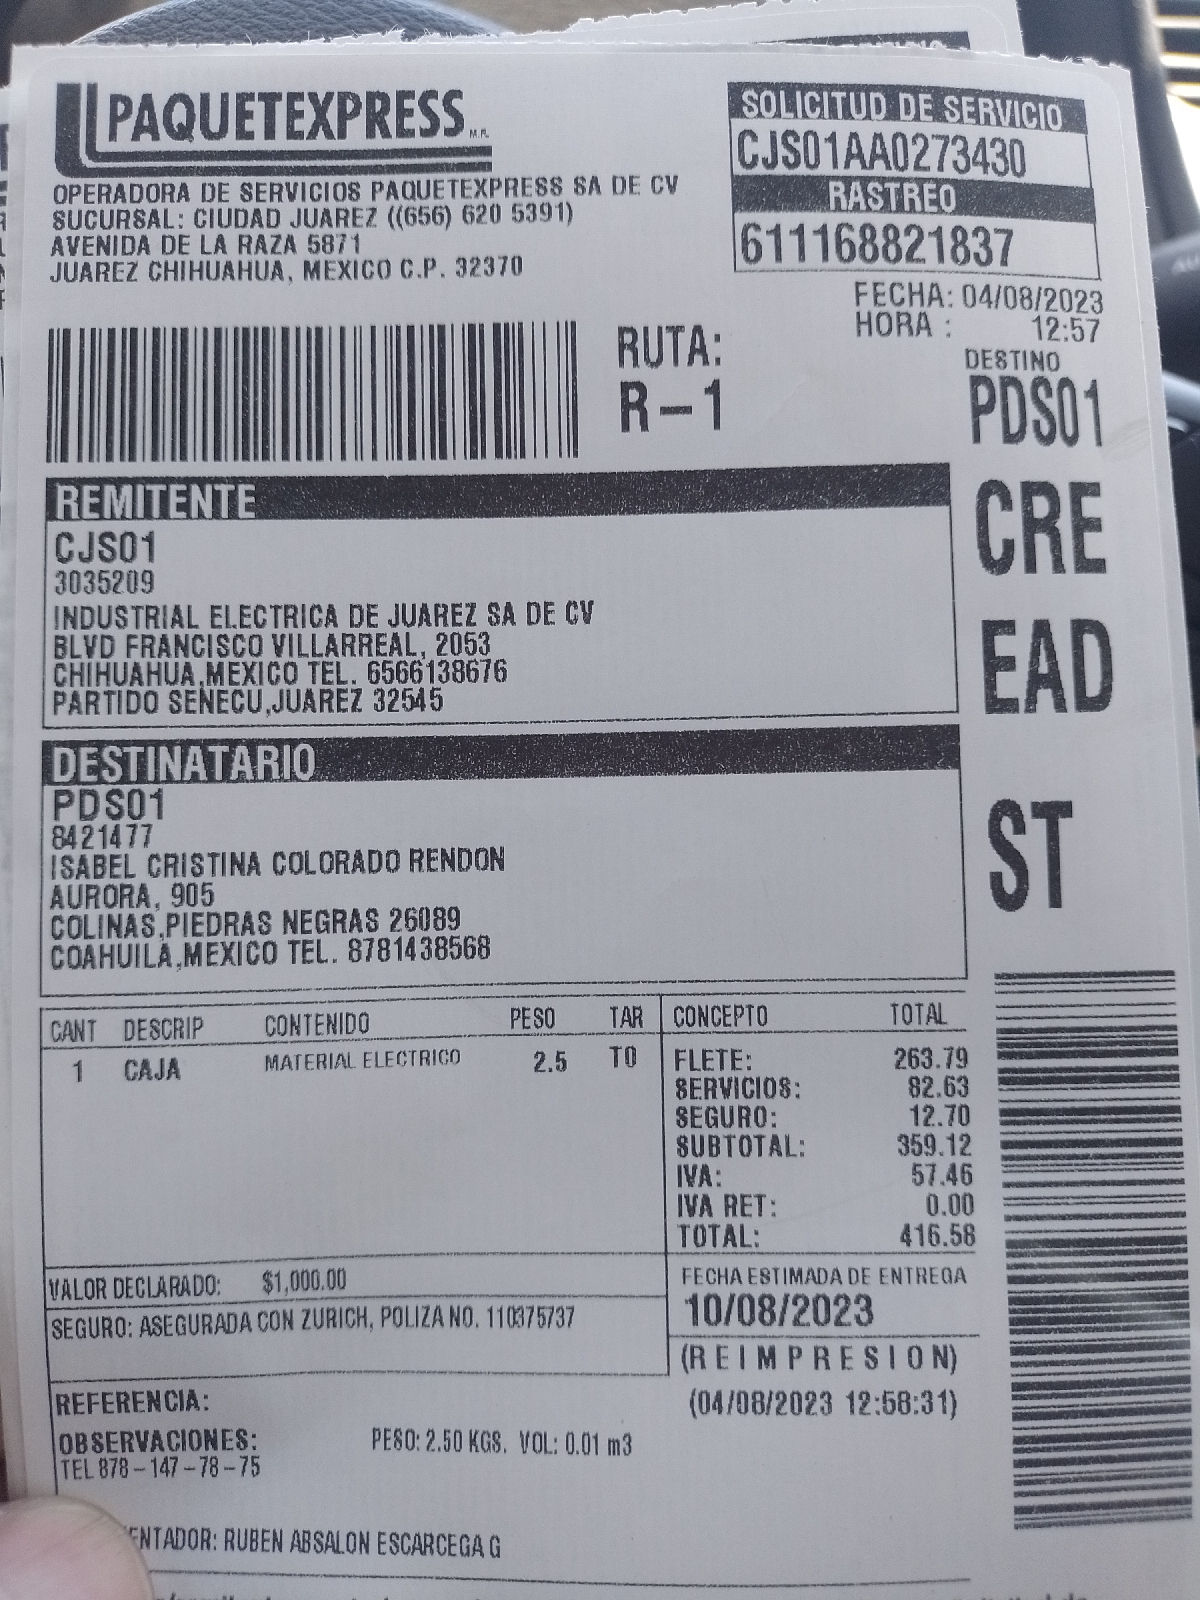 PAQUETEXPRESS M.R.
OPERADORA DE SERVICIOS PAQUETEXPRESS SA DE CV
SUCURSAL: CIUDAD JUAREZ ((656) 620 5391)
AVENIDA DE LA RAZA 5871
JUAREZ CHIHUAHUA, MEXICO C.P. 32370
SOLICITUD DE SERVICIO
CJS01AA0273430
RASTREO
611168821837
FECHA: 04/08/2023
HORA : 12:57
RUTA:
R-1
DESTINO
PDS01
CRE
EAD
ST
REMITENTE
CJS01
3035209
INDUSTRIAL ELECTRICA DE JUAREZ SA DE CV
BLVD FRANCISCO VILLARREAL, 2053
CHIHUAHUA,MEXICO TEL. 6566138676
PARTIDO SENECU,JUAREZ 32545
DESTINATARIO
PDS01
8421477
ISABEL CRISTINA COLORADO RENDON
AURORA, 905
COLINAS,PIEDRAS NEGRAS 26089
COAHUILA,MEXICO TEL. 8781438568
CANT DESCRIP CONTENIDO PESO TAR
1 CAJA MATERIAL ELECTRICO 2.5 T0
CONCEPTO TOTAL
FLETE: 263.79
SERVICIOS: 82.63
SEGURO: 12.70
SUBTOTAL: 359.12
IVA: 57.46
IVA RET: 0.00
TOTAL: 416.58
VALOR DECLARADO: $1,000.00
SEGURO: ASEGURADA CON ZURICH, POLIZA NO. 110375737
FECHA ESTIMADA DE ENTREGA
10/08/2023
(REIMPRESION)
(04/08/2023 12:58:31)
REFERENCIA:
OBSERVACIONES: PESO: 2.50 KGS. VOL: 0.01 m3
TEL 878-147-78-75
RUBEN ABSALON ESCARCEGA G